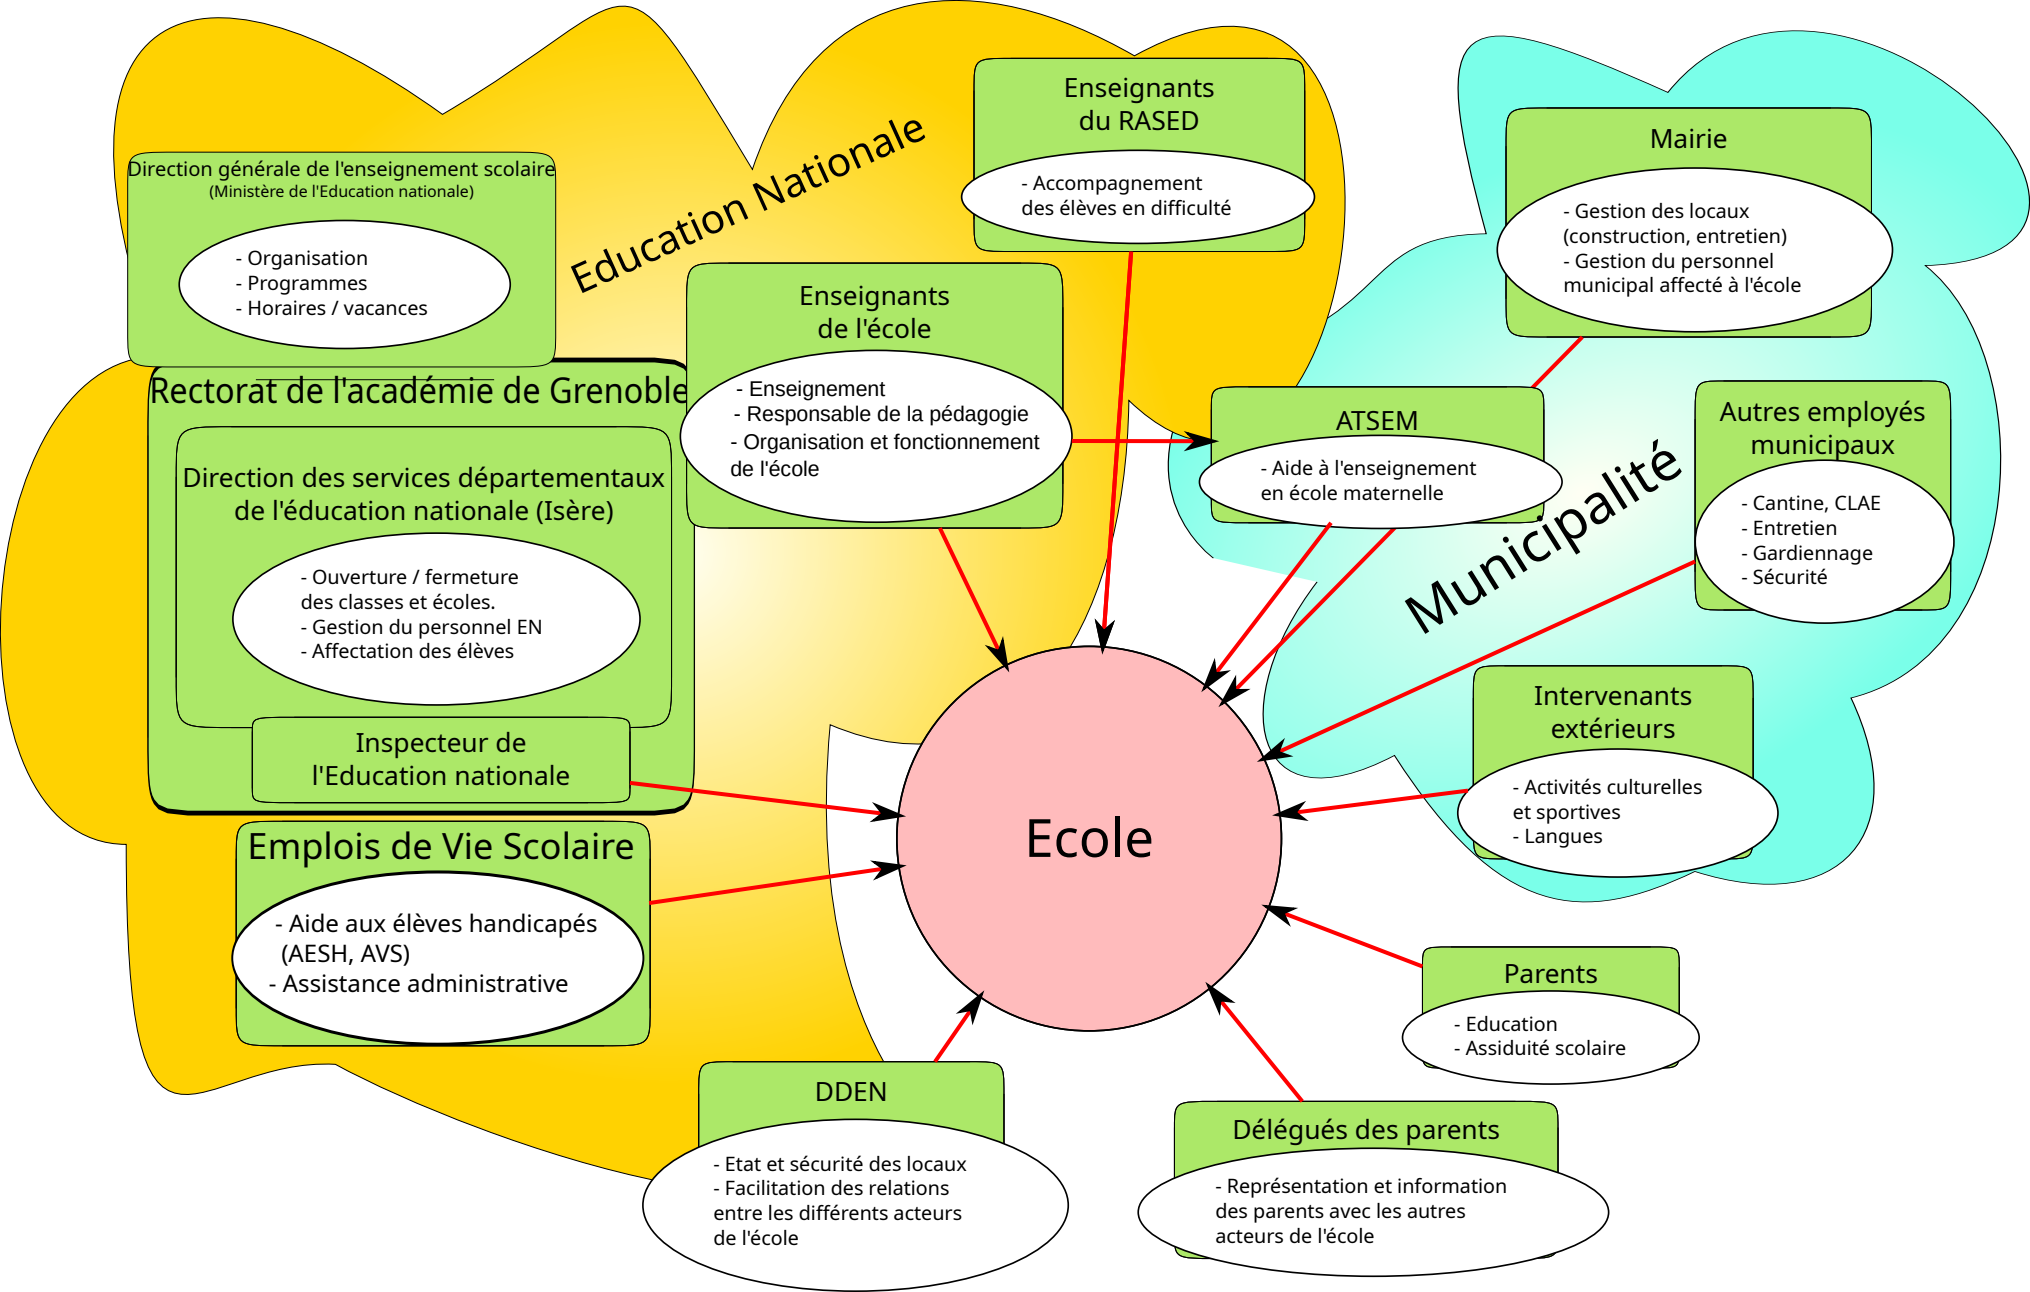 Education Nationale
Enseignants
du RASED
- Accompagnement
des élèves en difficulté
Mairie
- Gestion des locaux
(construction, entretien)
- Gestion du personnel
municipal affecté à l'école
Direction générale de l'enseignement scolaire
(Ministère de l'Education nationale)
- Organisation
- Programmes
- Horaires / vacances
Enseignants
de l'école
- Enseignement
- Responsable de la pédagogie
- Organisation et fonctionnement
de l'école
Rectorat de l'académie de Grenoble
Direction des services départementaux
de l'éducation nationale (Isère)
- Ouverture / fermeture
des classes et écoles.
- Gestion du personnel EN
- Affectation des élèves
Inspecteur de
l'Education nationale
ATSEM
- Aide à l'enseignement
en école maternelle
Municipalité
Autres employés
municipaux
- Cantine, CLAE
- Entretien
- Gardiennage
- Sécurité
Intervenants
extérieurs
- Activités culturelles
et sportives
- Langues
Ecole
Emplois de Vie Scolaire
- Aide aux élèves handicapés
(AESH, AVS)
- Assistance administrative
Parents
- Education
- Assiduité scolaire
DDEN
- Etat et sécurité des locaux
- Facilitation des relations
entre les différents acteurs
de l'école
Délégués des parents
- Représentation et information
des parents avec les autres
acteurs de l'école